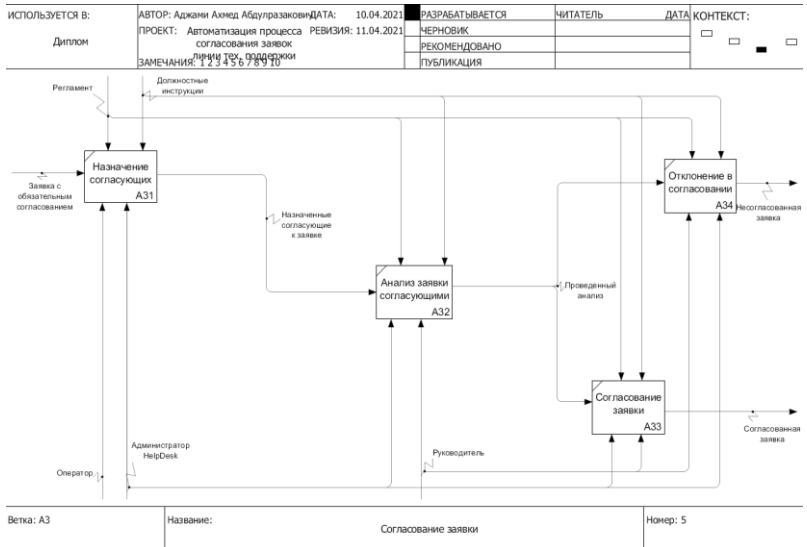 ИСПОЛЬЗУЕТСЯ В:
Диплом
АВТОР: Аджами Ахмед Абдулразакович
ДАТА: 10.04.2021
ПРОЕКТ: Автоматизация процесса
согласования заявок
линии тех. поддержки
РЕВИЗИЯ: 11.04.2021
ЗАМЕЧАНИЯ: 1 2 3 4 5 6 7 8 9 10
РАЗРАБАТЫВАЕТСЯ
ЧЕРНОВИК
РЕКОМЕНДОВАНО
ПУБЛИКАЦИЯ
ЧИТАТЕЛЬ
ДАТА
КОНТЕКСТ:
Регламент
Должностные
инструкции
Назначение
согласующих
A31
Заявка с
обязательным
согласованием
Назначенные
согласующие
к заявке
Анализ заявки
согласующими
A32
Проведенный
анализ
Отклонение в
согласовании
A34
Несогласованная
заявка
Согласование
заявки
A33
Согласованная
заявка
Администратор
HelpDesk
Оператор
Руководитель
Ветка: A3
Название:
Согласование заявки
Номер: 5